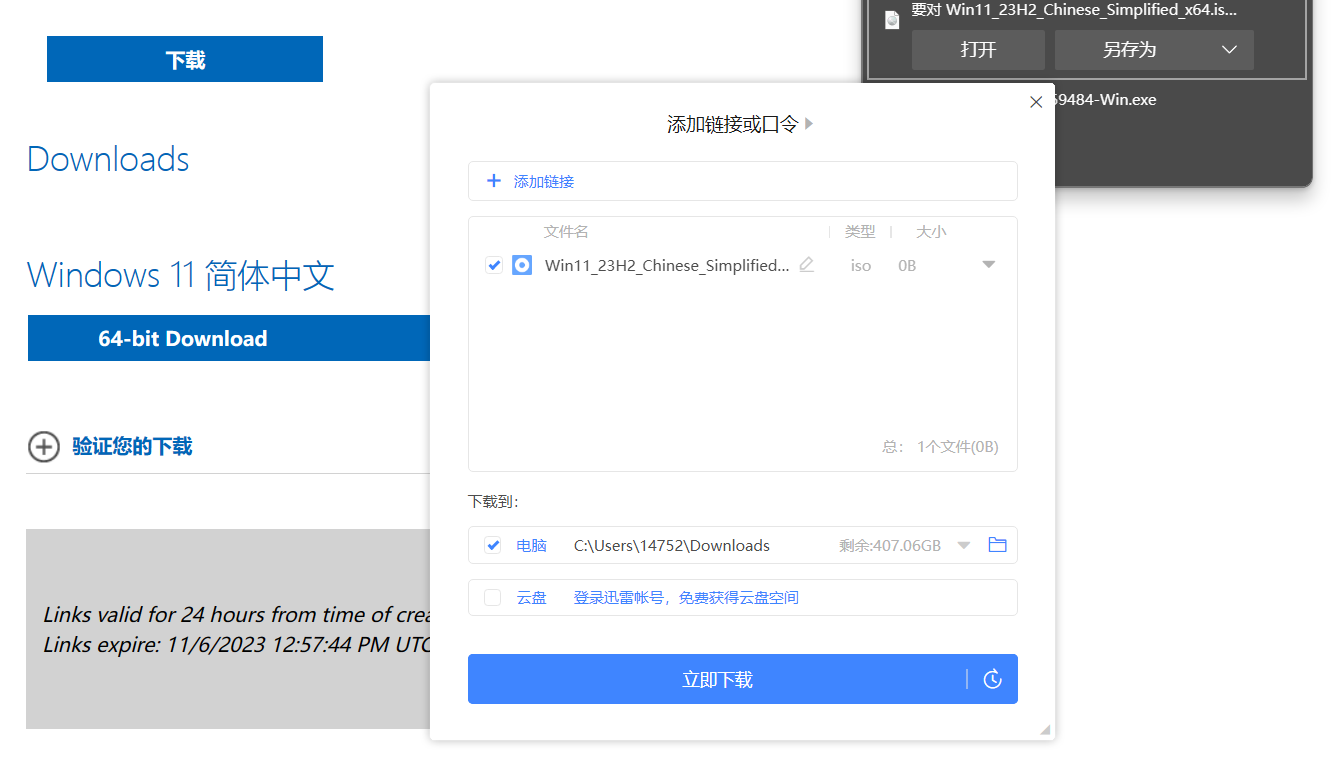 要对 Win11_23H2_Chinese_Simplified_x64.is...
打开
另存为
59484-Win.exe
下载
Downloads
Windows 11 简体中文
64-bit Download
验证您的下载
Links valid for 24 hours from time of crea
Links expire: 11/6/2023 12:57:44 PM UTC
添加链接或口令
添加链接
文件名 类型 大小
Win11_23H2_Chinese_Simplified... iso 0B
总: 1个文件(0B)
下载到:
电脑 C:\Users\14752\Downloads 剩余:407.06GB
云盘 登录迅雷帐号，免费获得云盘空间
立即下载